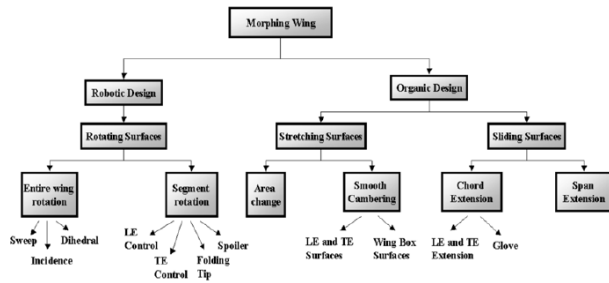 Morphing Wing
Robotic Design
Organic Design
Rotating Surfaces
Stretching Surfaces
Sliding Surfaces
Entire wing
rotation
Segment
rotation
Area
change
Smooth
Cambering
Chord
Extension
Span
Extension
Sweep
Incidence
Dihedral
LE
Control
TE
Control
Folding
Tip
Spoiler
LE and TE
Surfaces
Wing Box
Surfaces
LE and TE
Extension
Glove